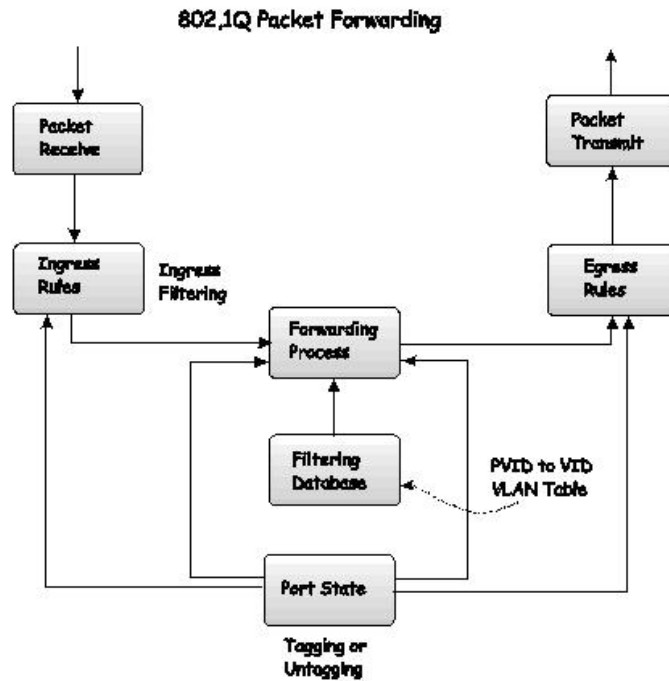 802,1Q Packet Forwarding
Packet
Receive
Packet
Transmit
Ingress
Rules
Ingress
Filtering
Egress
Rules
Forwarding
Process
Filtering
Database
PVID to VID
VLAN Table
Port State
Tagging or
Untagging